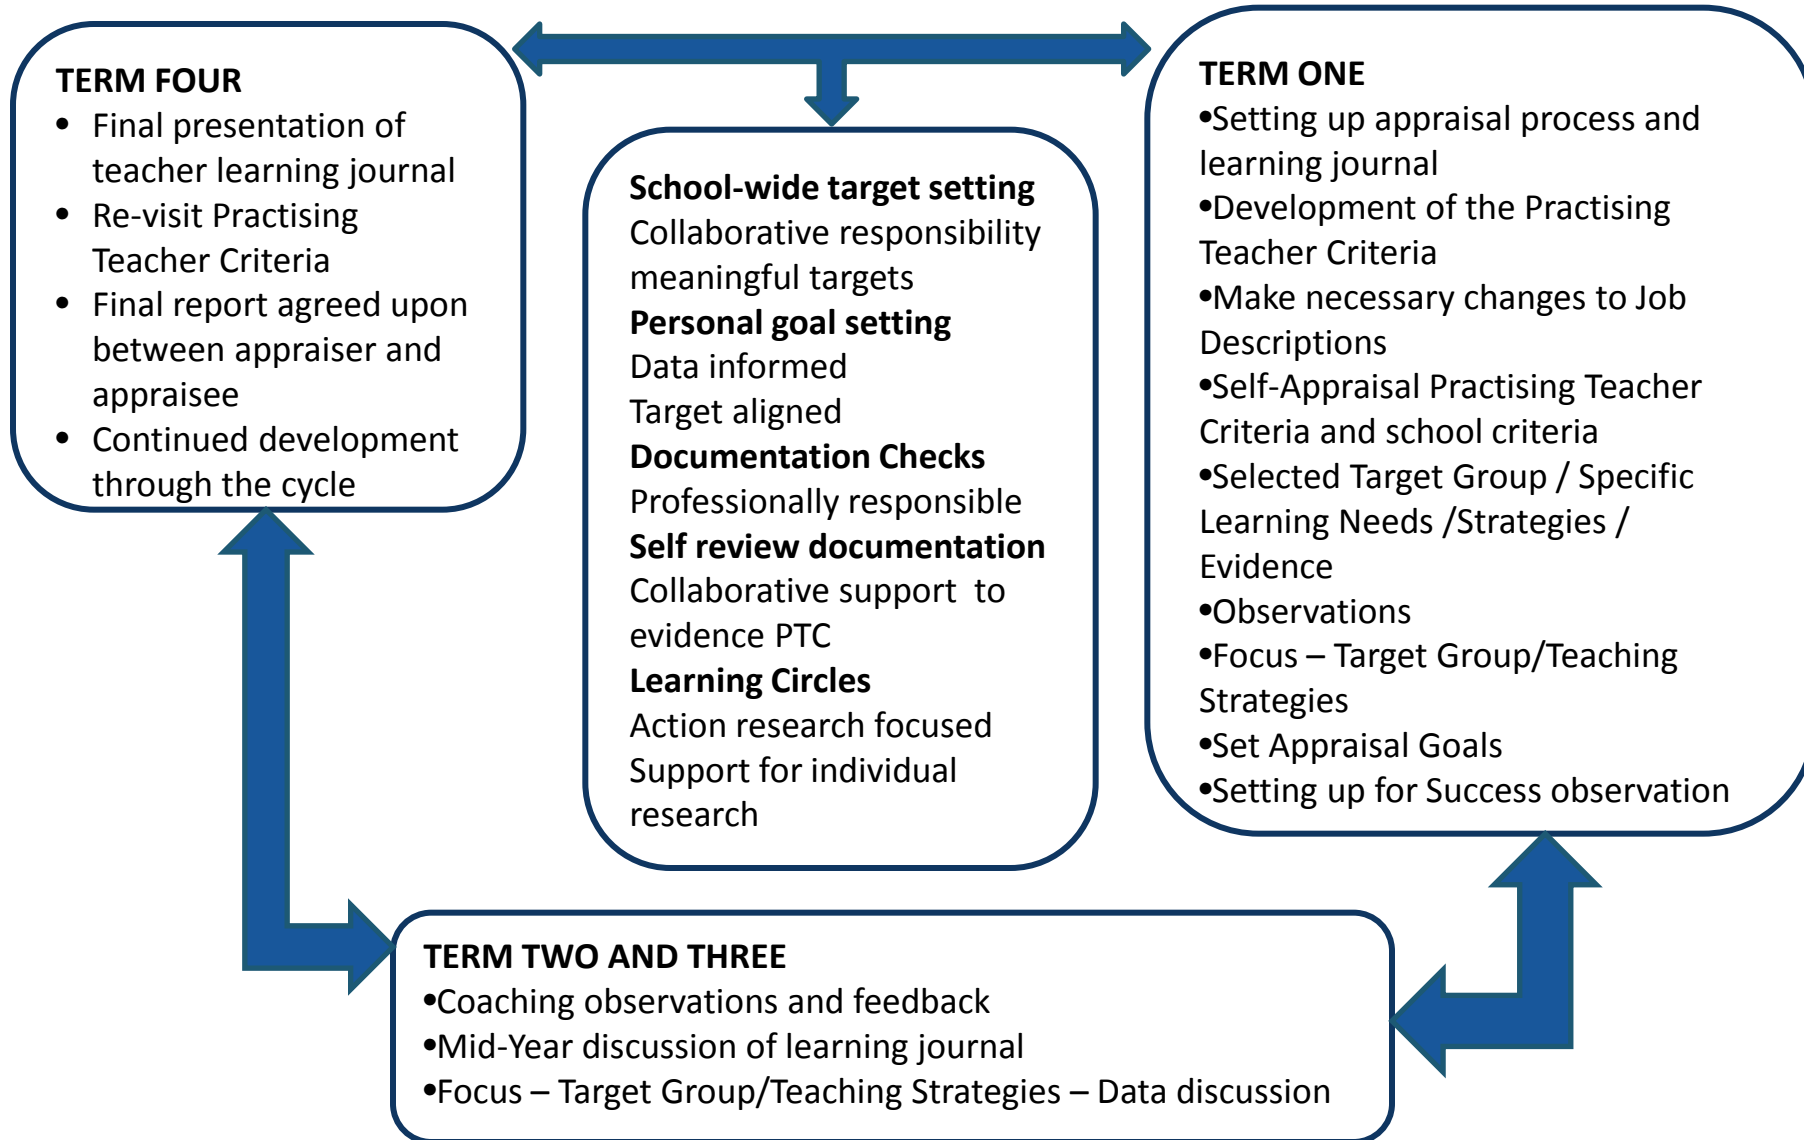 TERM FOUR
• Final presentation of
teacher learning journal
• Re-visit Practising
Teacher Criteria
• Final report agreed upon
between appraiser and
appraisee
• Continued development
through the cycle
School-wide target setting
Collaborative responsibility
meaningful targets
Personal goal setting
Data informed
Target aligned
Documentation Checks
Professionally responsible
Self review documentation
Collaborative support  to
evidence PTC
Learning Circles
Action research focused
Support for individual
research
TERM ONE
•Setting up appraisal process and
learning journal
•Development of the Practising
Teacher Criteria
•Make necessary changes to Job
Descriptions
•Self-Appraisal Practising Teacher
Criteria and school criteria
•Selected Target Group / Specific
Learning Needs /Strategies /
Evidence
•Observations
•Focus – Target Group/Teaching
Strategies
•Set Appraisal Goals
•Setting up for Success observation
TERM TWO AND THREE
•Coaching observations and feedback
•Mid-Year discussion of learning journal
•Focus – Target Group/Teaching Strategies – Data discussion